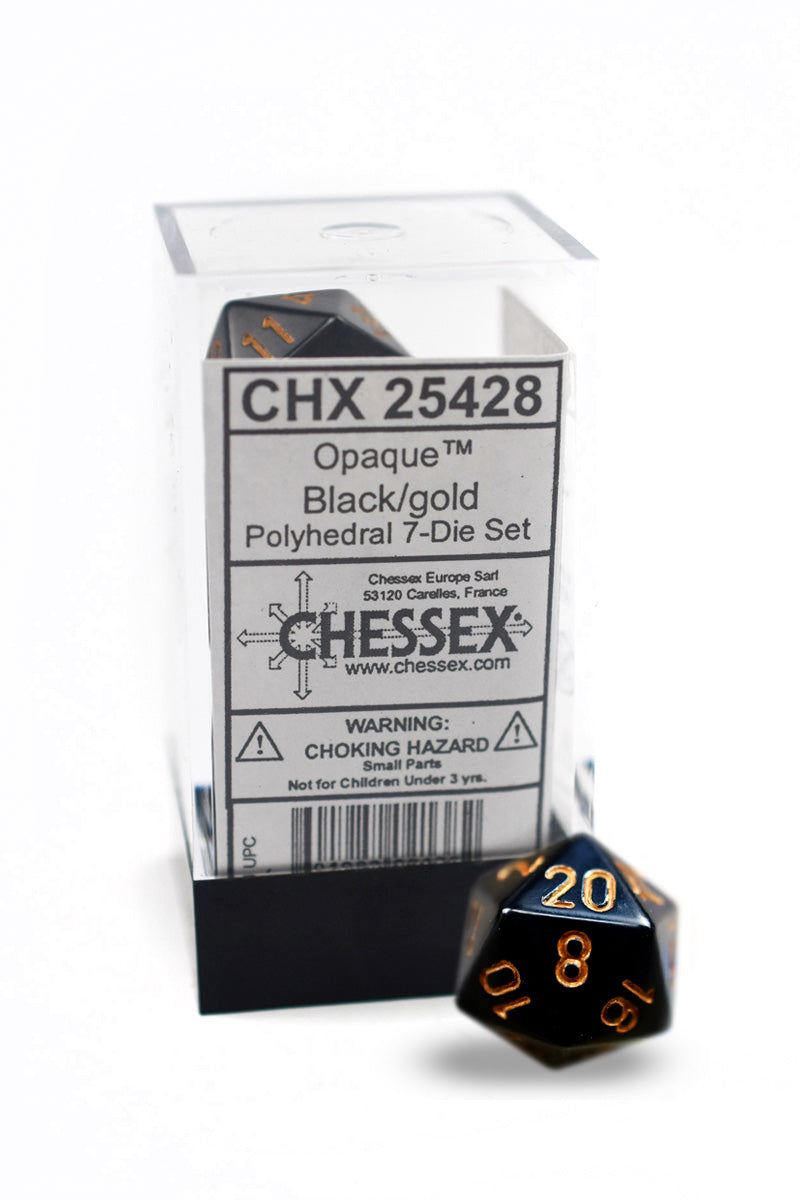 11
CHX 25428
Opaque™
Black/gold
Polyhedral 7-Die Set
Chessex Europe Sarl
53120 Carelles, France
CHESSEX®
www.chessex.com
WARNING:
CHOKING HAZARD
Small Parts
Not for Children Under 3 yrs.
UPC
20
8
10
16